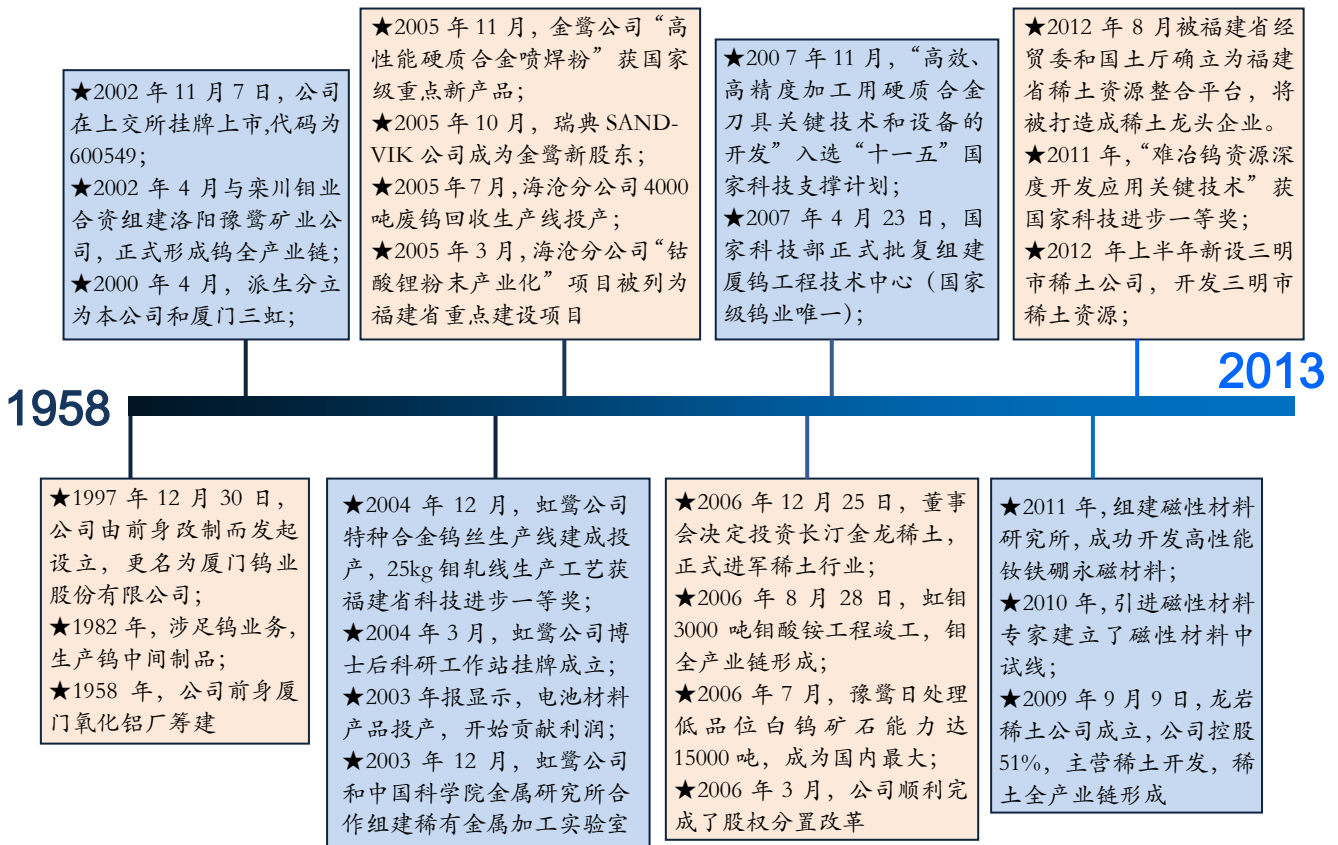 ★2002 年 11 月 7 日，公司
在上交所挂牌上市,代码为
600549；
★2002 年 4 月与栾川钼业
合资组建洛阳豫鹭矿业公
司，正式形成钨全产业链；
★2000 年 4 月，派生分立
为本公司和厦门三虹；
★2005 年 11 月，金鹭公司“高
性能硬质合金喷焊粉”获国家
级重点新产品；
★2005 年 10 月，瑞典 SAND-
VIK 公司成为金鹭新股东；
★2005 年 7 月，海沧分公司 4000
吨废钨回收生产线投产；
★2005 年 3 月，海沧分公司“钴
酸锂粉末产业化”项目被列为
福建省重点建设项目
★200 7 年 11 月，“高效、
高精度加工用硬质合金
刀具关键技术和设备的
开发”入选“十一五”国
家科技支撑计划；
★2007 年 4 月 23 日，国
家科技部正式批复组建
厦钨工程技术中心（国家
级钨业唯一）；
★2012 年 8 月被福建省经
贸委和国土厅确立为福建
省稀土资源整合平台，将
被打造成稀土龙头企业。
★2011 年，“难冶钨资源深
度开发应用关键技术”获
国家科技进步一等奖；
★2012 年上半年新设三明
市稀土公司，开发三明市
稀土资源；
1958
2013
★1997 年 12 月 30 日，
公司由前身改制而发起
设立，更名为厦门钨业
股份有限公司；
★1982 年，涉足钨业务，
生产钨中间制品；
★1958 年，公司前身厦
门氧化铝厂筹建
★2004 年 12 月，虹鹭公司
特种合金钨丝生产线建成投
产，25kg 钼轧线生产工艺获
福建省科技进步一等奖；
★2004 年 3 月，虹鹭公司博
士后科研工作站挂牌成立；
★2003 年报显示，电池材料
产品投产，开始贡献利润；
★2003 年 12 月，虹鹭公司
和中国科学院金属研究所合
作组建稀有金属加工实验室
★2006 年 12 月 25 日，董事
会决定投资长汀金龙稀土，
正式进军稀土行业；
★2006 年 8 月 28 日，虹钼
3000 吨钼酸铵工程竣工，钼
全产业链形成；
★2006 年 7 月，豫鹭日处理
低品位白钨矿石能力达
15000 吨，成为国内最大；
★2006 年 3 月，公司顺利完
成了股权分置改革
★2011 年，组建磁性材料
研究所，成功开发高性能
钕铁硼永磁材料；
★2010 年，引进磁性材料
专家建立了磁性材料中
试线；
★2009 年 9 月 9 日，龙岩
稀土公司成立，公司控股
51%，主营稀土开发，稀
土全产业链形成